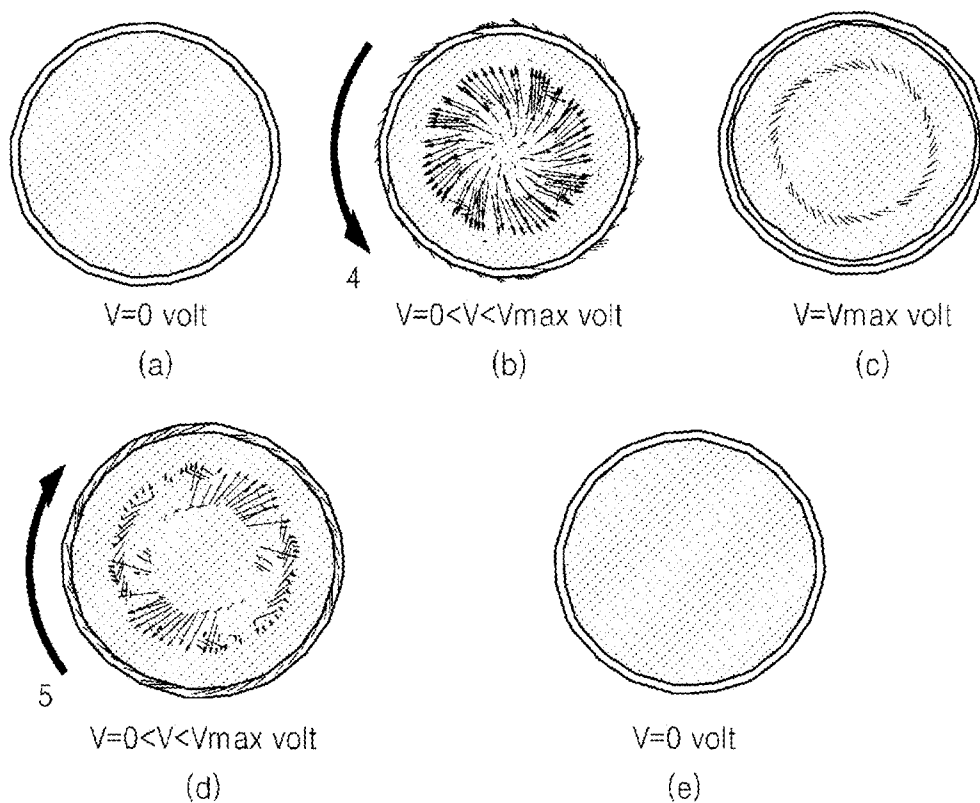 4
V=0 volt
V=0<V<Vmax volt
V=Vmax volt
(a)
(b)
(c)
5
V=0<V<Vmax volt
V=0 volt
(d)
(e)